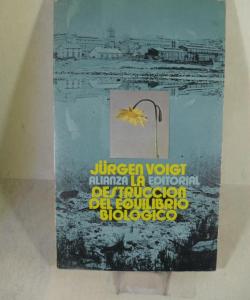 JÜRGEN VOIGT
ALIANZA LA EDITORIAL
DESTRUCCION
DEL EQUILIBRIO
BIOLOGICO